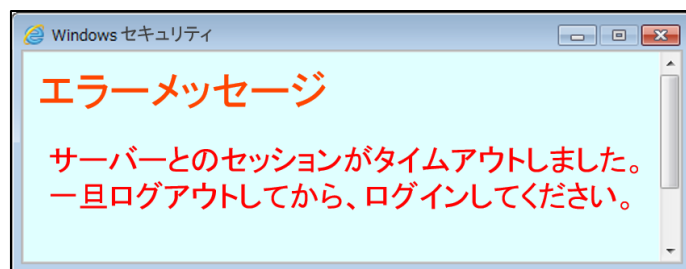 Windows セキュリティ
エラーメッセージ
サーバーとのセッションがタイムアウトしました。
一旦ログアウトしてから、ログインしてください。